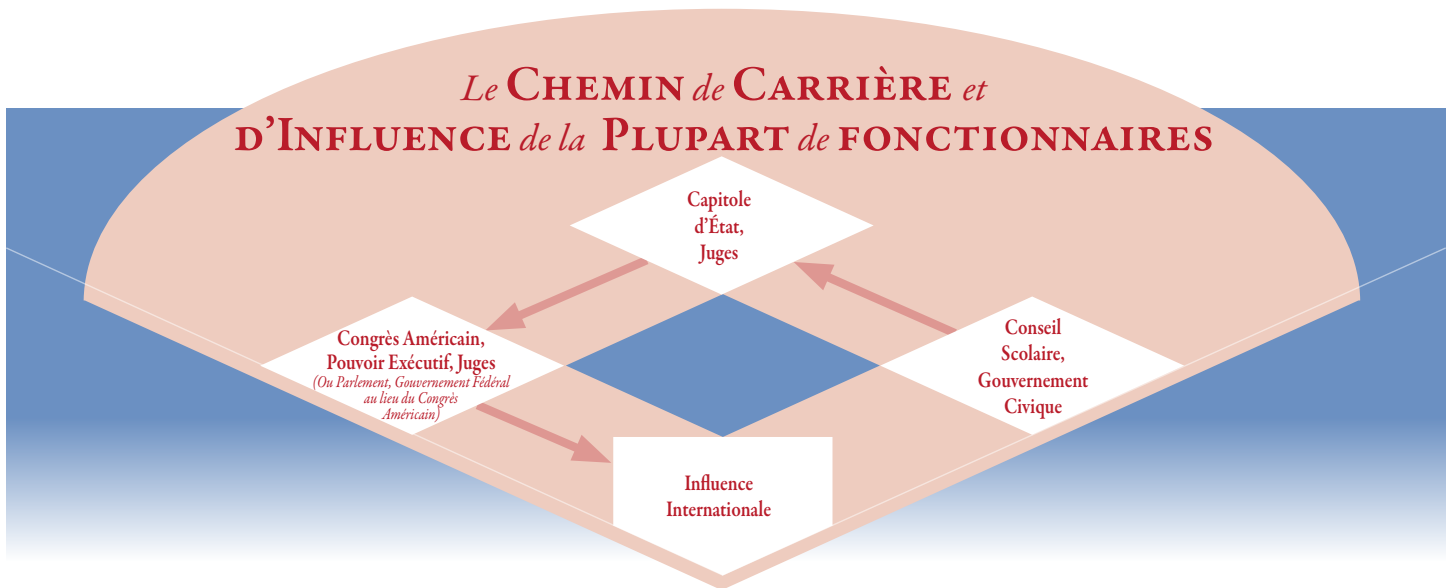 Le Chemin de Carrière et
d'Influence de la Plupart de fonctionnaires
Capitole
d'État,
Juges
Congrès Américain,
Pouvoir Exécutif, Juges
(Ou Parlement, Gouvernement Fédéral
au lieu du Congrès
Américain)
Conseil
Scolaire,
Gouvernement
Civique
Influence
Internationale